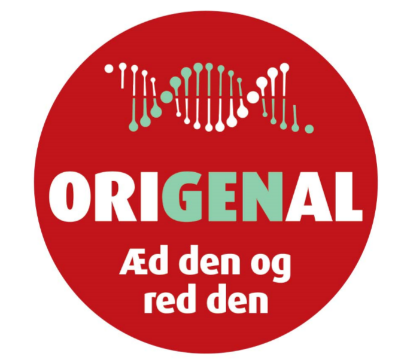 ORIGENAL
Æd den og
red den